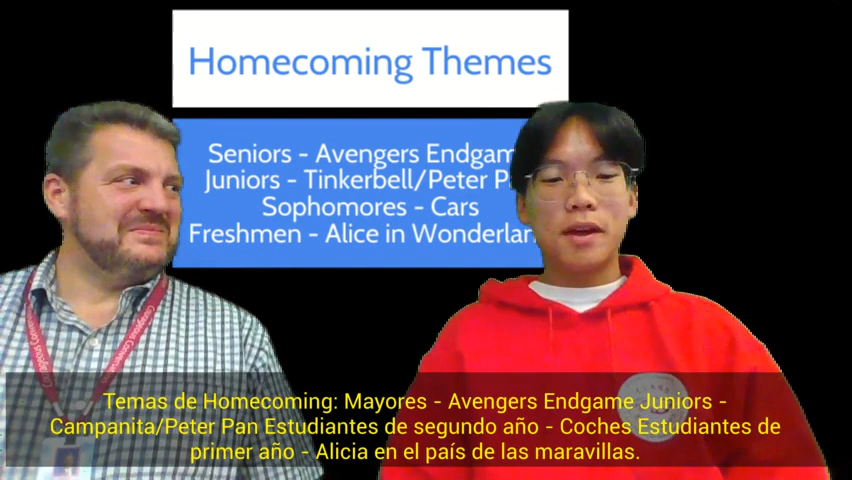 Homecoming Themes
Seniors - Avengers Endgam
Juniors - Tinkerbell/Peter P
Sophomores - Cars
Freshmen - Alice in Wonderlan
Temas de Homecoming: Mayores - Avengers Endgame Juniors -
Campanita/Peter Pan Estudiantes de segundo año - Coches Estudiantes de
primer año - Alicia en el país de las maravillas.